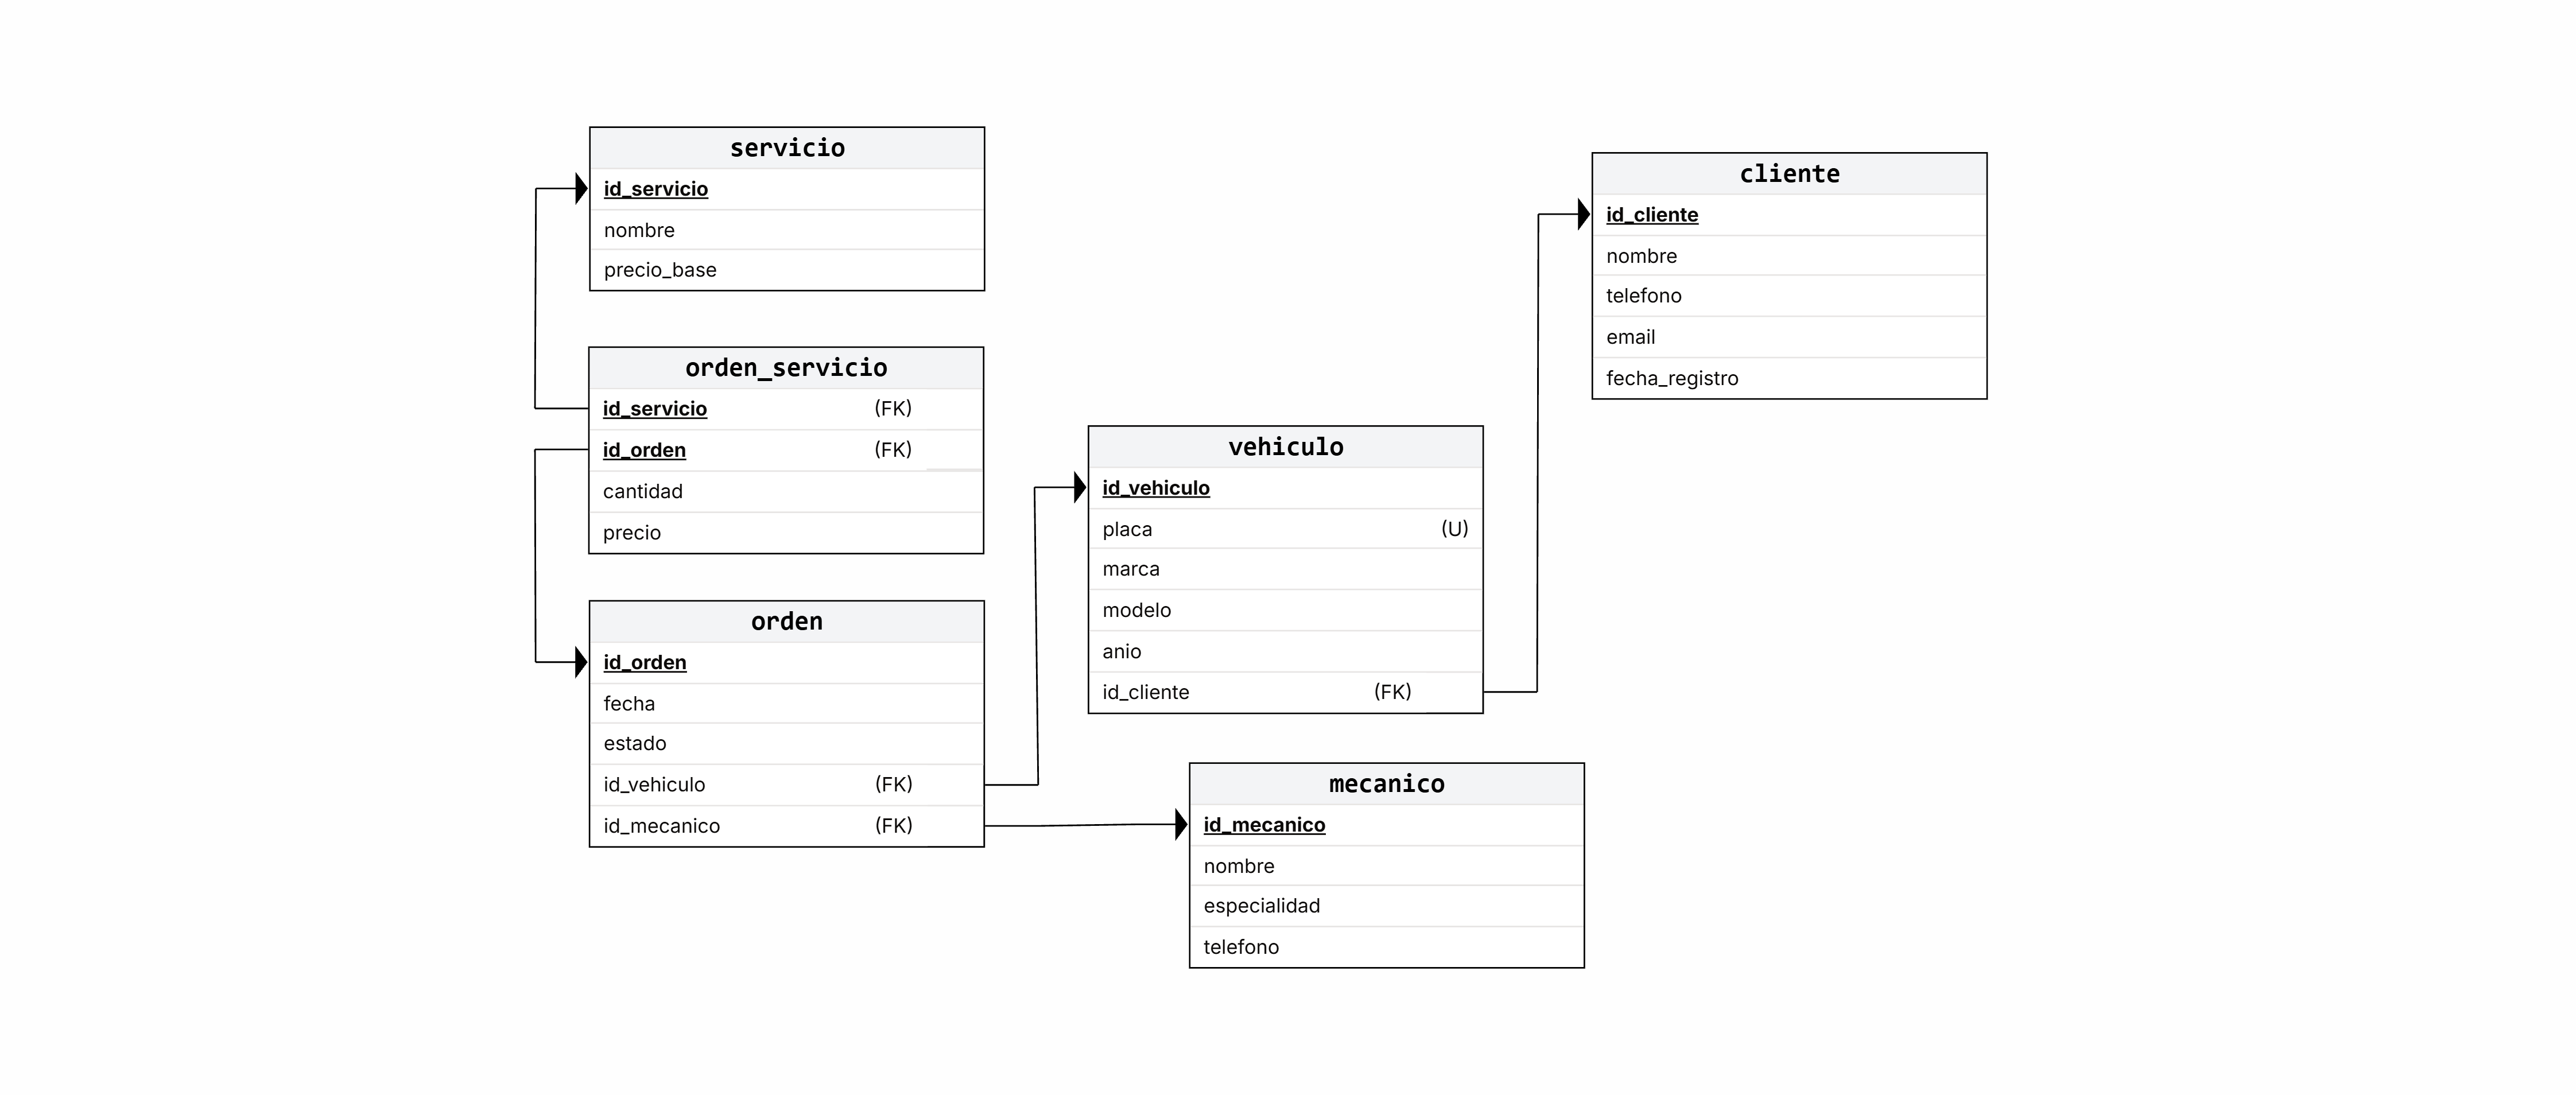 servicio
id_servicio
nombre
precio_base
orden_servicio
id_servicio (FK)
id_orden (FK)
cantidad
precio
orden
id_orden
fecha
estado
id_vehiculo (FK)
id_mecanico (FK)
vehiculo
id_vehiculo
placa (U)
marca
modelo
anio
id_cliente (FK)
mecanico
id_mecanico
nombre
especialidad
telefono
cliente
id_cliente
nombre
telefono
email
fecha_registro